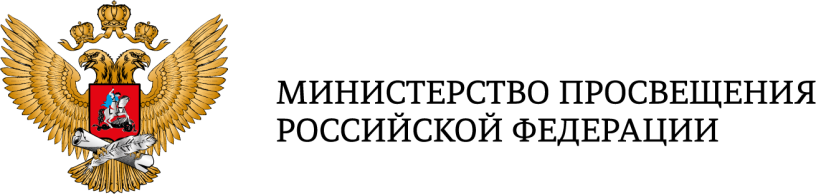 МИНИСТЕРСТВО ПРОСВЕЩЕНИЯ
РОССИЙСКОЙ ФЕДЕРАЦИИ